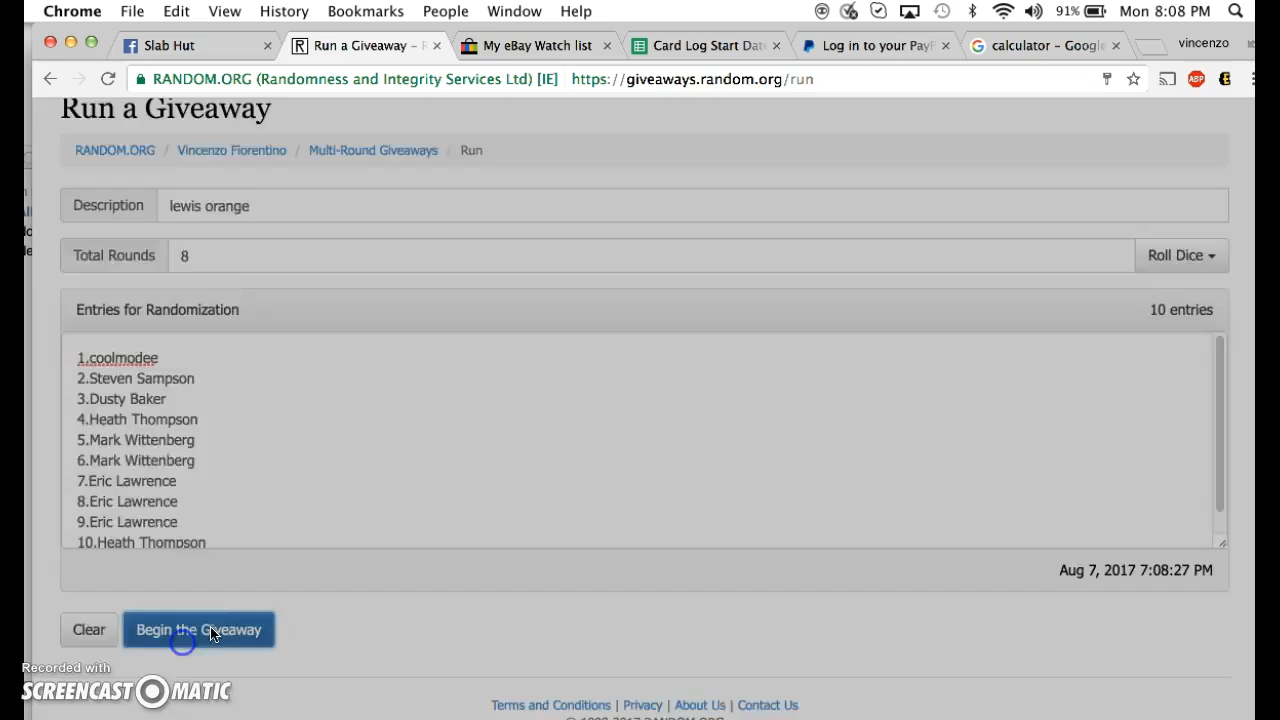 Chrome File Edit View History Bookmarks People Window Help 91% Mon 8:08 PM
Slab Hut × Run a Giveaway – R × My eBay Watch list × Card Log Start Date × Log in to your PayP × calculator - Google × vincenzo
RANDOM.ORG (Randomness and Integrity Services Ltd) [IE] https://giveaways.random.org/run ABP
Run a Giveaway
RANDOM.ORG / Vincenzo Fiorentino / Multi-Round Giveaways / Run
Description lewis orange
Total Rounds 8 Roll Dice
Entries for Randomization 10 entries
1.coolmodee
2.Steven Sampson
3.Dusty Baker
4.Heath Thompson
5.Mark Wittenberg
6.Mark Wittenberg
7.Eric Lawrence
8.Eric Lawrence
9.Eric Lawrence
10.Heath Thompson
Aug 7, 2017 7:08:27 PM
Clear Begin the Giveaway
Recorded with
SCREENCAST MATIC
Terms and Conditions | Privacy | About Us | Contact Us